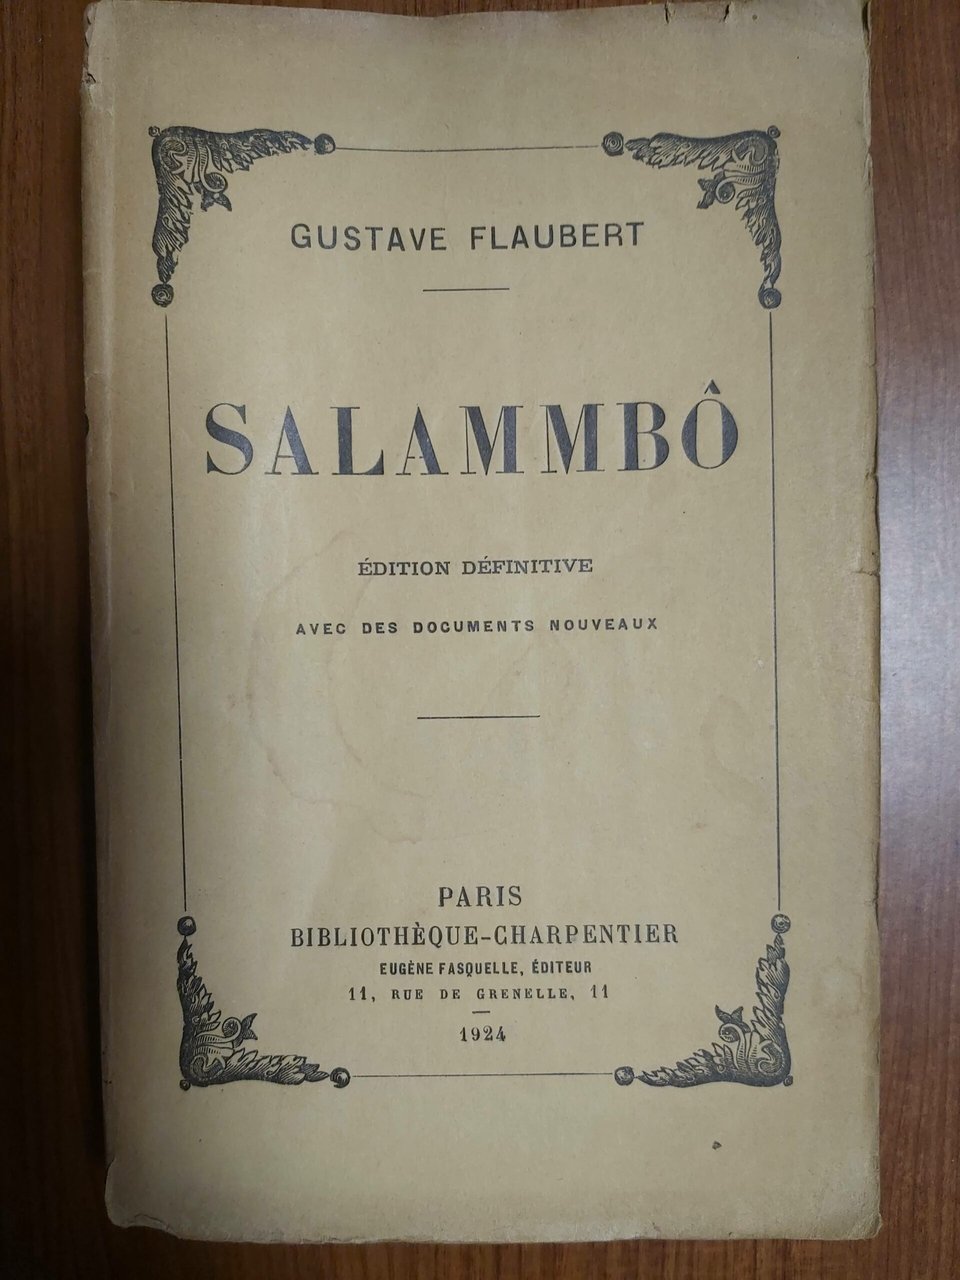 GUSTAVE FLAUBERT
SALAMMBÔ
ÉDITION DÉFINITIVE
AVEC DES DOCUMENTS NOUVEAUX
PARIS
BIBLIOTHÈQUE-CHARPENTIER
EUGÈNE FASQUELLE, ÉDITEUR
11, RUE DE GRENELLE, 11
1924